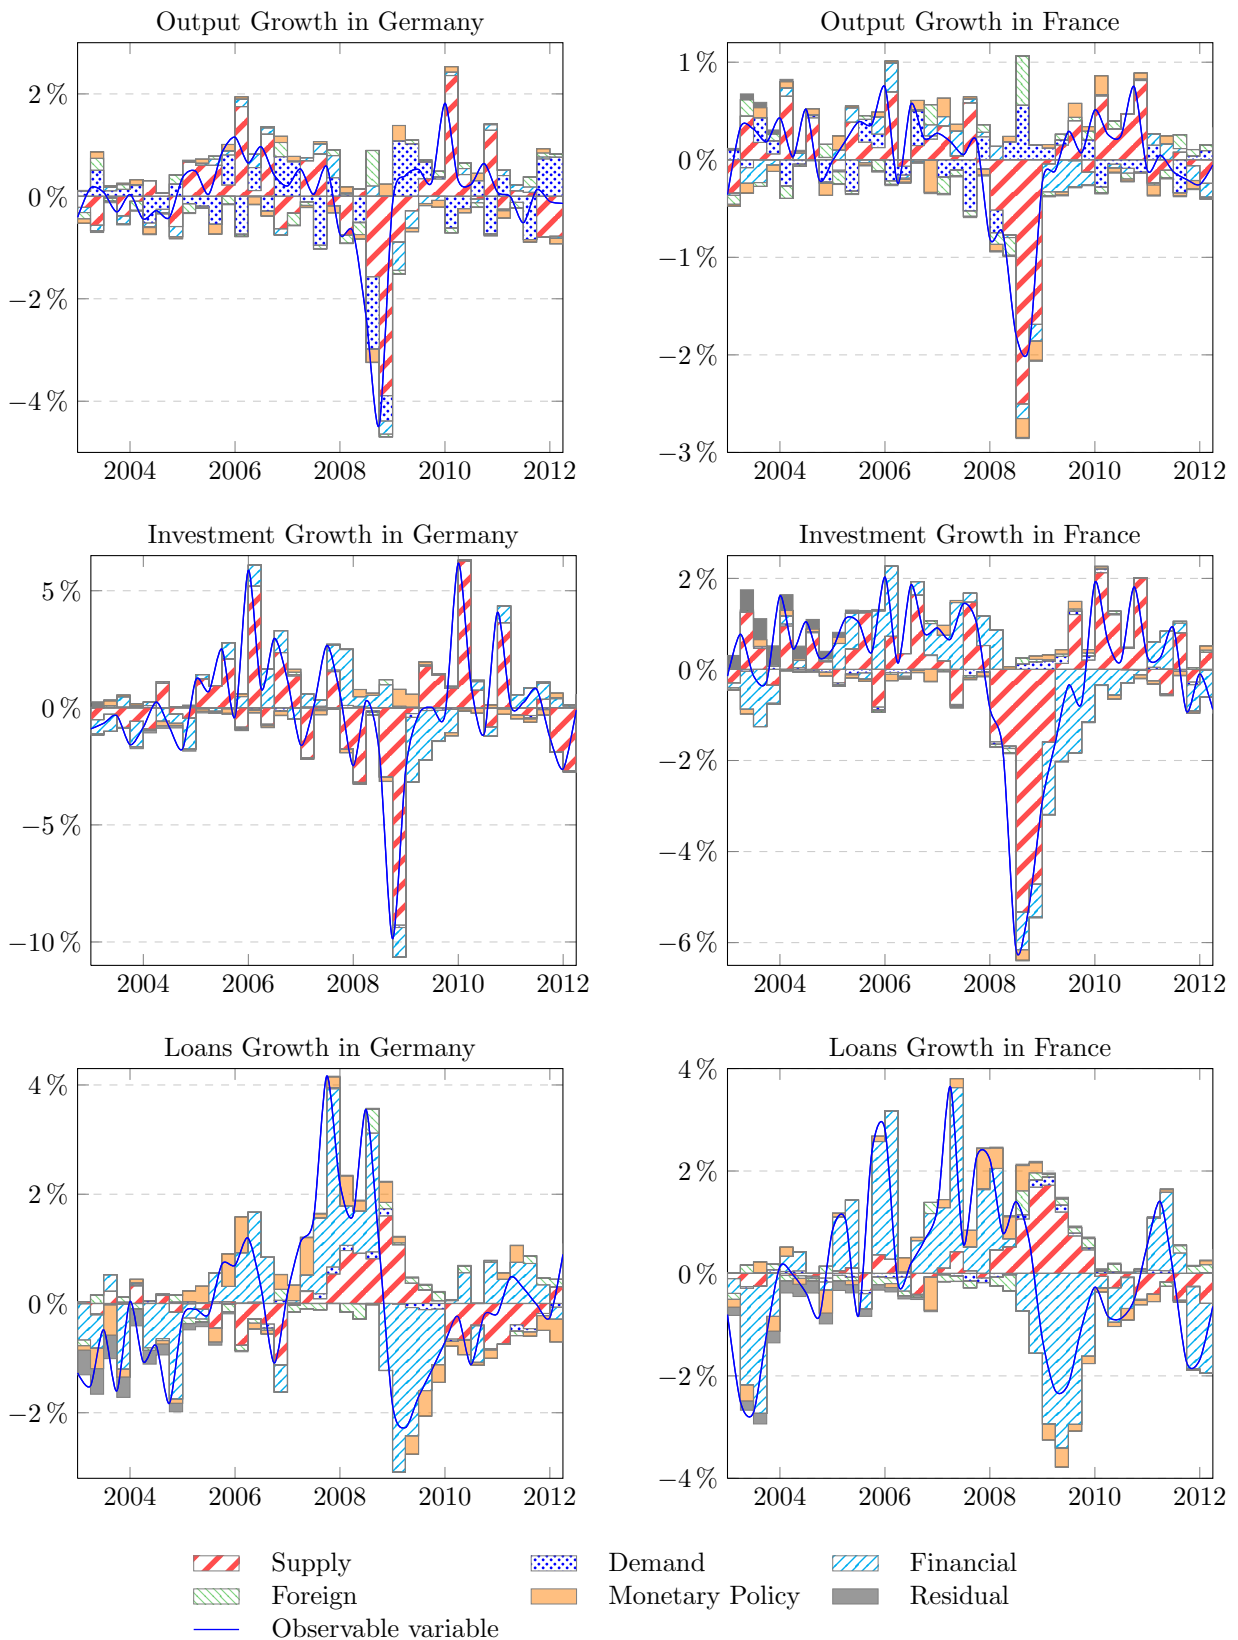 Output Growth in Germany
2 %
0 %
−2 %
−4 %
2004 2006 2008 2010 2012
Output Growth in France
1 %
0 %
−1 %
−2 %
−3 %
2004 2006 2008 2010 2012
Investment Growth in Germany
5 %
0 %
−5 %
−10 %
2004 2006 2008 2010 2012
Investment Growth in France
2 %
0 %
−2 %
−4 %
−6 %
2004 2006 2008 2010 2012
Loans Growth in Germany
4 %
2 %
0 %
−2 %
2004 2006 2008 2010 2012
Loans Growth in France
4 %
2 %
0 %
−2 %
−4 %
2004 2006 2008 2010 2012
Supply Demand Financial
Foreign Monetary Policy Residual
Observable variable